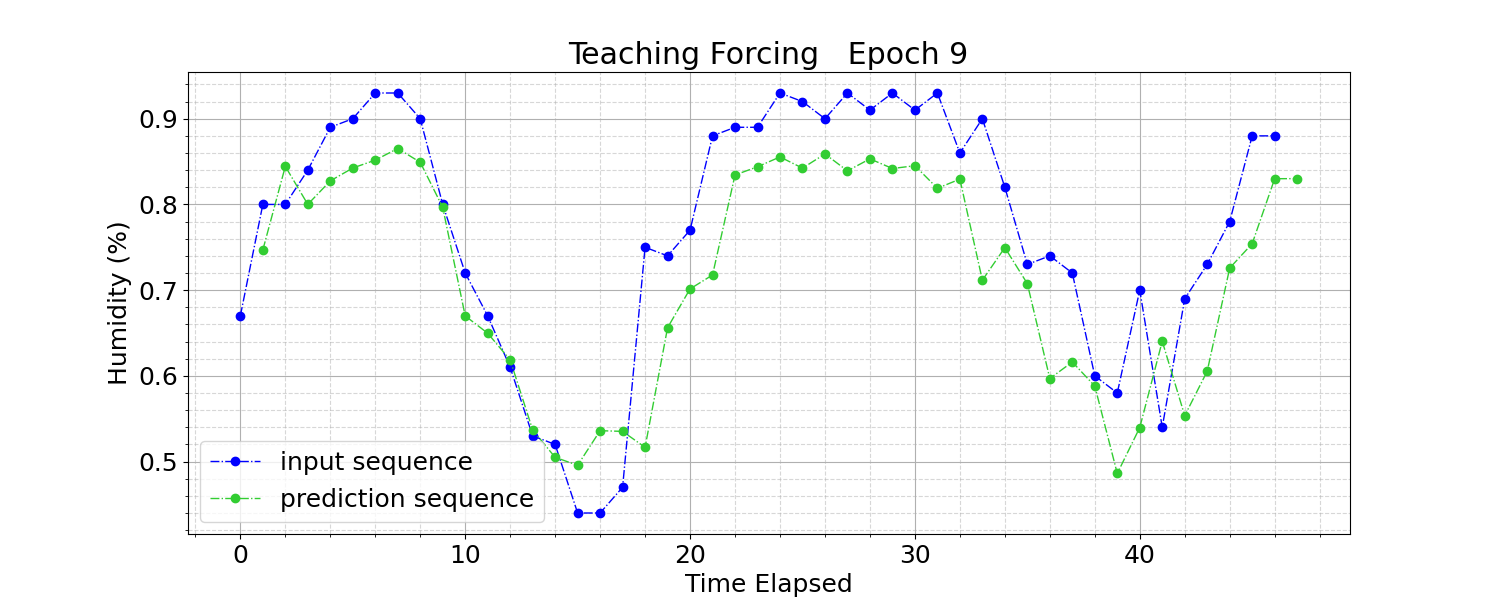 Teaching Forcing   Epoch 9
Humidity (%)
0.9
0.8
0.7
0.6
0.5
input sequence
prediction sequence
0 10 20 30 40
Time Elapsed